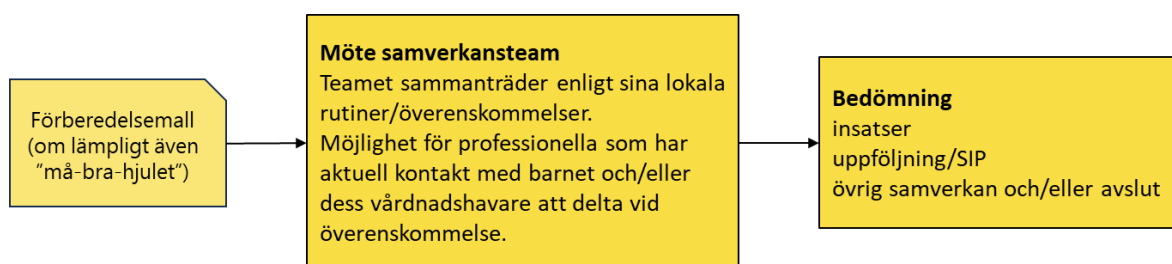 Förberedelsemall
(om lämpligt även
”må-bra-hjulet”)
Möte samverkansteam
Teamet sammanträder enligt sina lokala
rutiner/överenskommelser.
Möjlighet för professionella som har
aktuell kontakt med barnet och/eller
dess vårdnadshavare att delta vid
överenskommelse.
Bedömning
insatser
uppföljning/SIP
övrig samverkan och/eller avslut